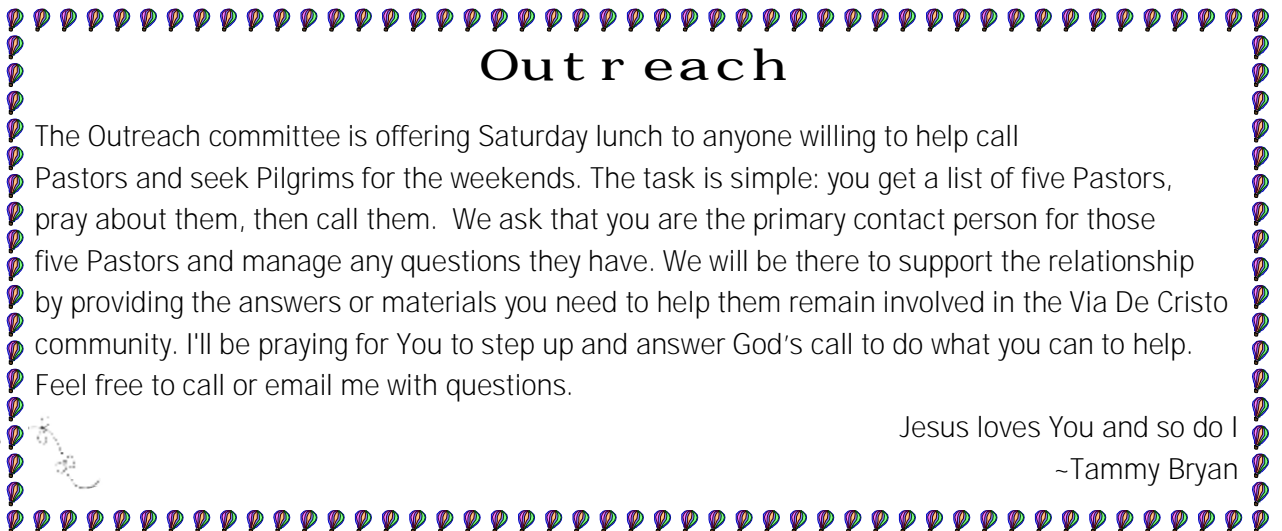 Outreach
The Outreach committee is offering Saturday lunch to anyone willing to help call
Pastors and seek Pilgrims for the weekends. The task is simple: you get a list of five Pastors,
pray about them, then call them.  We ask that you are the primary contact person for those
five Pastors and manage any questions they have. We will be there to support the relationship
by providing the answers or materials you need to help them remain involved in the Via De Cristo
community. I'll be praying for You to step up and answer God’s call to do what you can to help.
Feel free to call or email me with questions.
Jesus loves You and so do I
~Tammy Bryan